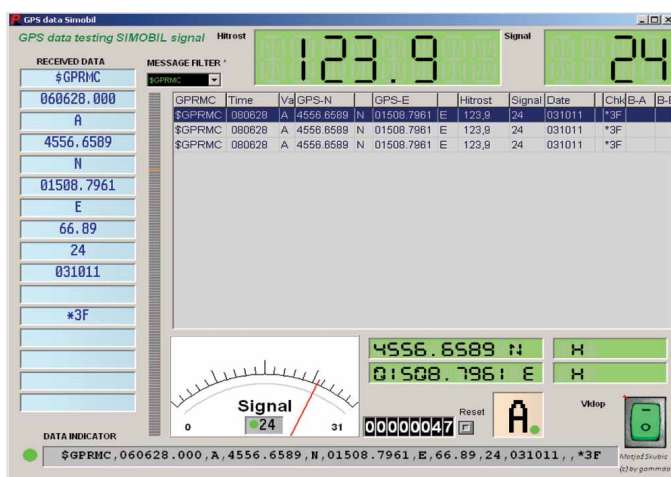 GPS data Simobil
GPS data testing SIMOBIL signal
Hitrost
123.9
Signal
24
RECEIVED DATA
MESSAGE FILTER *
$GPRMC
$GPRMC
060628.000
A
4556.6589
N
01508.7961
E
66.89
24
031011
*3F
GPRMC Time Va GPS-N GPS-E Hitrost Signal Date Chk B-A B-E
$GPRMC 080628 A 4556.6589 N 01508.7961 E 123,9 24 031011 *3F
$GPRMC 080628 A 4556.6589 N 01508.7961 E 123,9 24 031011 *3F
$GPRMC 080628 A 4556.6589 N 01508.7961 E 123,9 24 031011 *3F
Signal
24
0 31
4556.6589 N
01508.7961 E
00000047
Reset
A.
Vklop
DATA INDICATOR
$GPRMC,060628.000,A,4556.6589,N,01508.7961,E,66.89,24,031011,,*3F
Matjaž Skubic
(c) by gammda